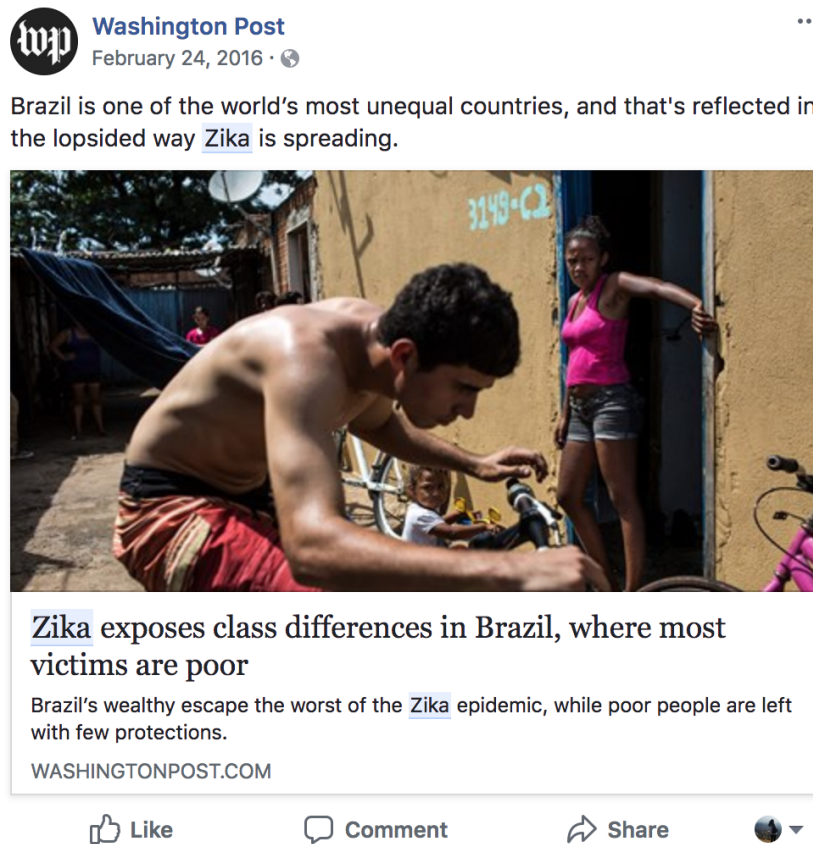 wp
Washington Post
February 24, 2016 ·
Brazil is one of the world's most unequal countries, and that's reflected in
the lopsided way Zika is spreading.
3149-C2
Zika exposes class differences in Brazil, where most
victims are poor
Brazil's wealthy escape the worst of the Zika epidemic, while poor people are left
with few protections.
WASHINGTONPOST.COM
Like Comment Share